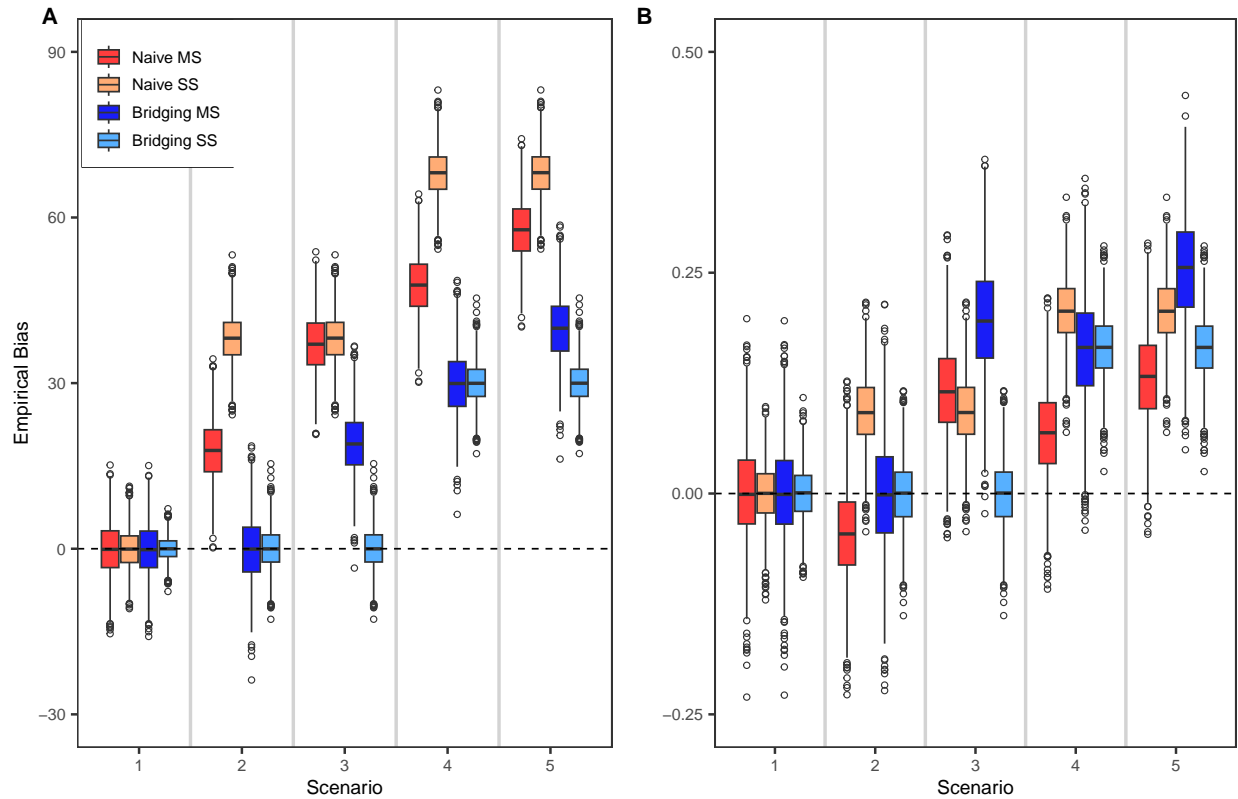 A
90
60
30
0
−30
Empirical Bias
Naive MS
Naive SS
Bridging MS
Bridging SS
1 2 3 4 5
Scenario
B
0.50
0.25
0.00
−0.25
1 2 3 4 5
Scenario